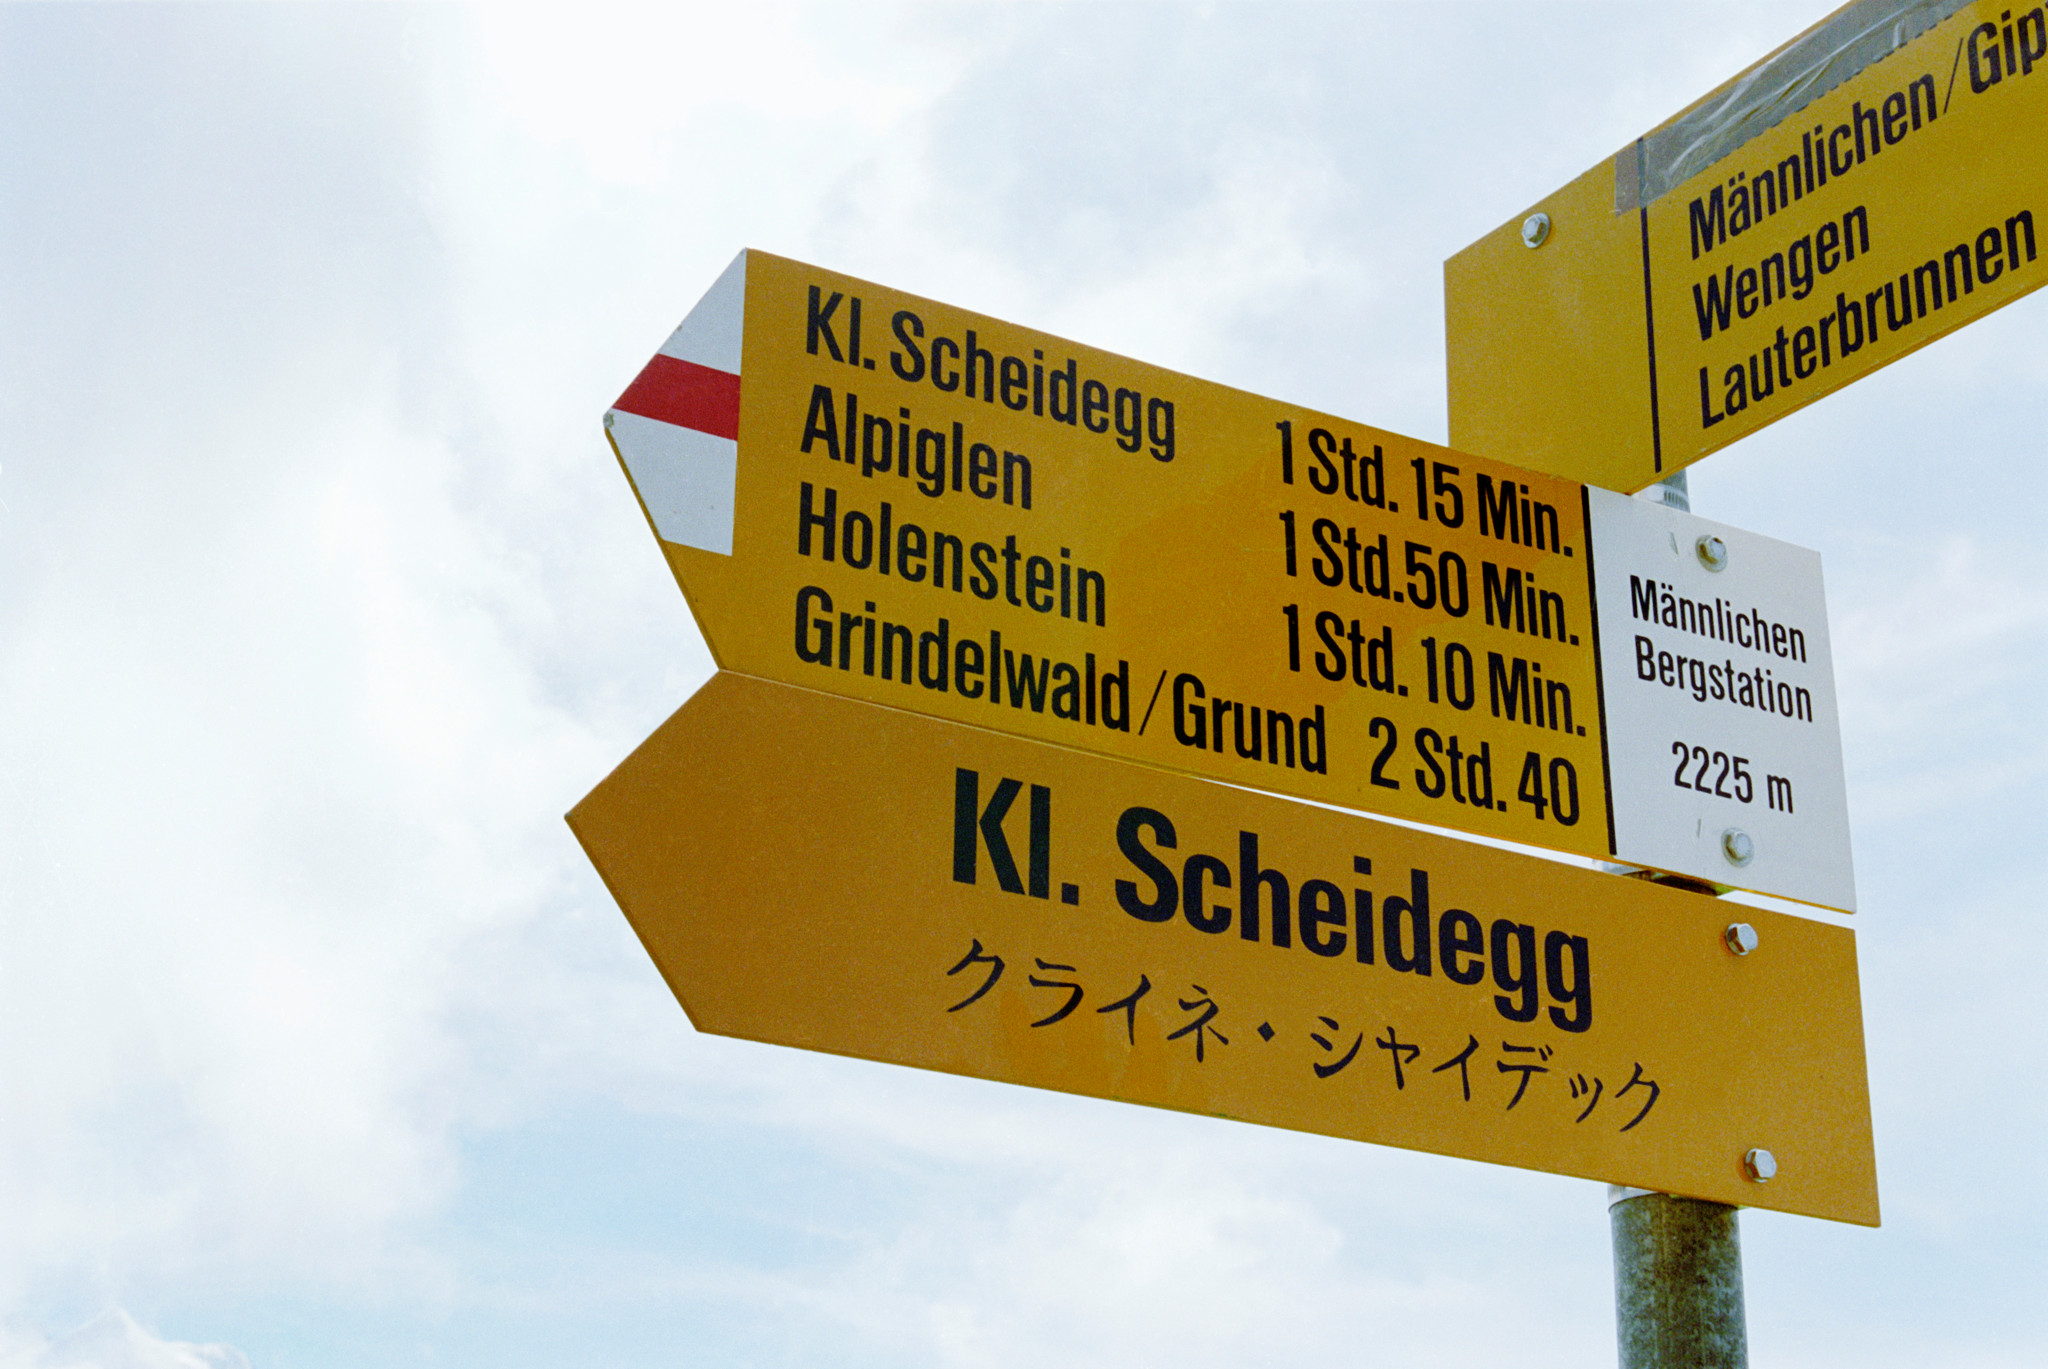 Männlichen/
Wengen
Lauterbrunnen
Kl. Scheidegg 1 Std. 15 Min.
Alpiglen 1 Std. 50 Min.
Holenstein 1 Std. 10 Min.
Grindelwald/Grund 2 Std. 40
Männlichen
Bergstation
2225 m
Kl. Scheidegg
クライネ・シャイデック